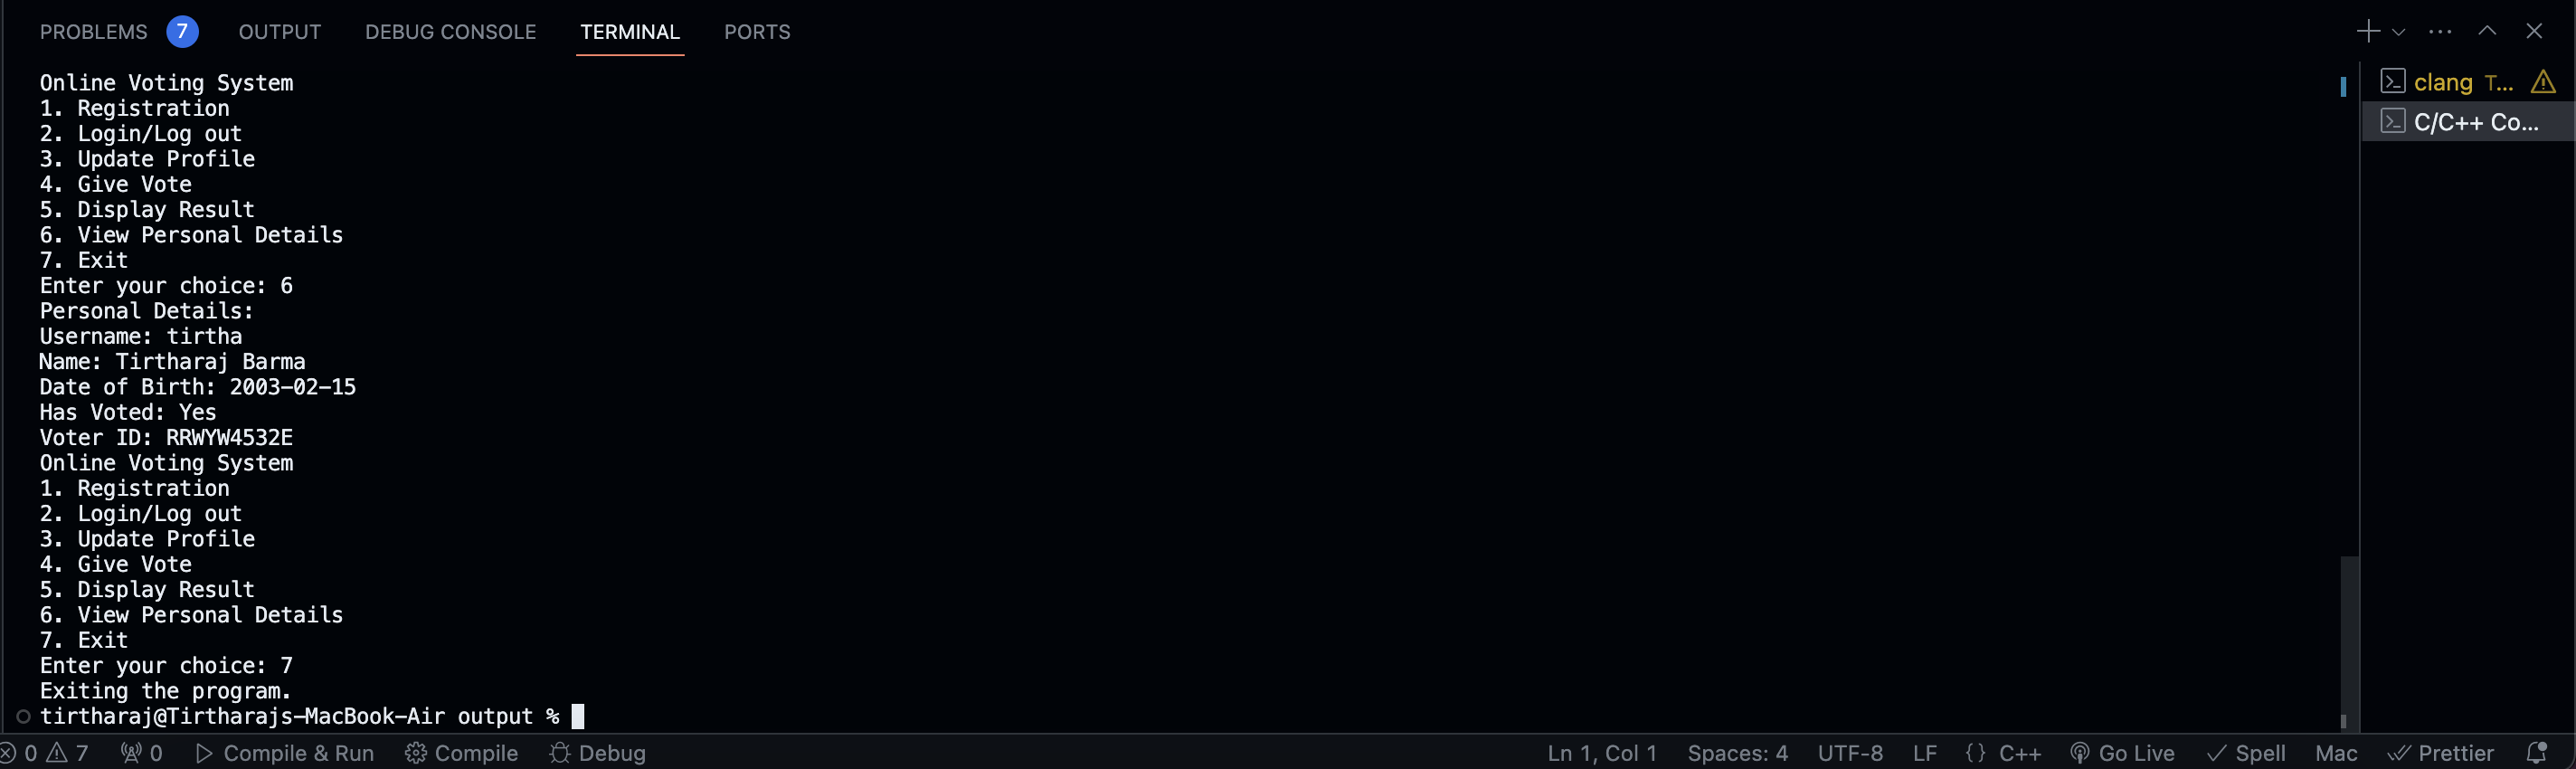 PROBLEMS 7 OUTPUT DEBUG CONSOLE TERMINAL PORTS
Online Voting System
1. Registration
2. Login/Log out
3. Update Profile
4. Give Vote
5. Display Result
6. View Personal Details
7. Exit
Enter your choice: 6
Personal Details:
Username: tirtha
Name: Tirtharaj Barma
Date of Birth: 2003-02-15
Has Voted: Yes
Voter ID: RRWYW4532E
Online Voting System
1. Registration
2. Login/Log out
3. Update Profile
4. Give Vote
5. Display Result
6. View Personal Details
7. Exit
Enter your choice: 7
Exiting the program.
tirtharaj@Tirtharajs-MacBook-Air output %
clang T...
C/C++ Co...
0 7 0 Compile & Run Compile Debug Ln 1, Col 1 Spaces: 4 UTF-8 LF {} C++ Go Live Spell Mac Prettier